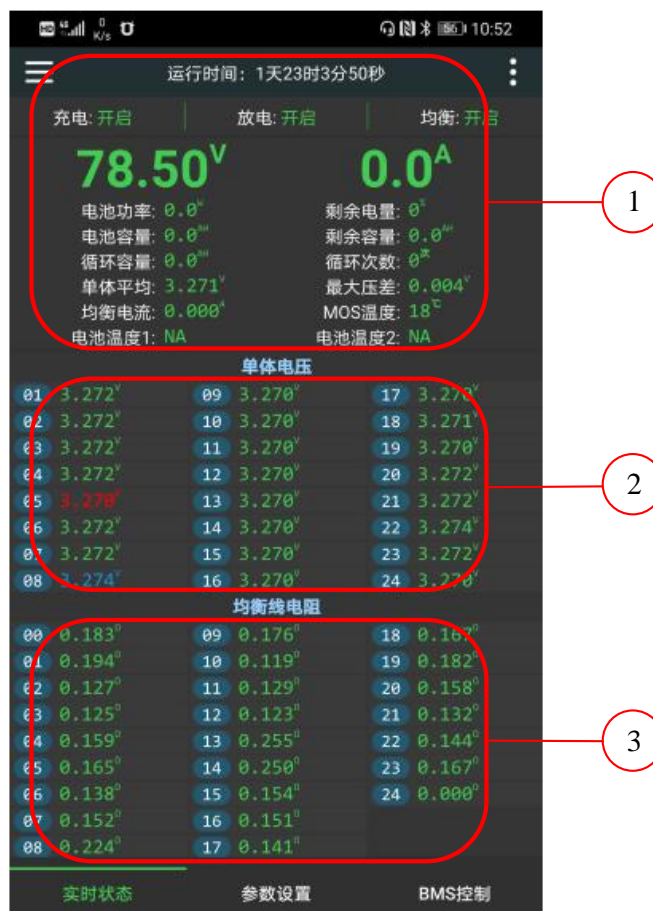 HD 4G 0 K/s 56 10:52
运行时间: 1天23时3分50秒
充电: 开启 放电: 开启 均衡: 开启
78.50V 0.0A
电池功率: 0.0W 剩余电量: 0%
电池容量: 0.0AH 剩余容量: 0.0AH
循环容量: 0.0AH 循环次数: 0次
单体平均: 3.271V 最大压差: 0.004V
均衡电流: 0.000A MOS温度: 18℃
电池温度1: NA 电池温度2: NA
1
单体电压
01 3.272V 09 3.270V 17 3.270V
02 3.272V 10 3.270V 18 3.271V
03 3.272V 11 3.270V 19 3.270V
04 3.272V 12 3.270V 20 3.272V
05 3.270V 13 3.270V 21 3.272V
06 3.272V 14 3.270V 22 3.274V
07 3.272V 15 3.270V 23 3.272V
08 3.274V 16 3.270V 24 3.270V
2
均衡线电阻
00 0.183Ω 09 0.176Ω 18 0.167Ω
01 0.194Ω 10 0.119Ω 19 0.182Ω
02 0.127Ω 11 0.129Ω 20 0.158Ω
03 0.125Ω 12 0.123Ω 21 0.132Ω
04 0.159Ω 13 0.255Ω 22 0.144Ω
05 0.165Ω 14 0.250Ω 23 0.167Ω
06 0.138Ω 15 0.154Ω 24 0.000Ω
07 0.152Ω 16 0.151Ω
08 0.224Ω 17 0.141Ω
3
实时状态 参数设置 BMS控制